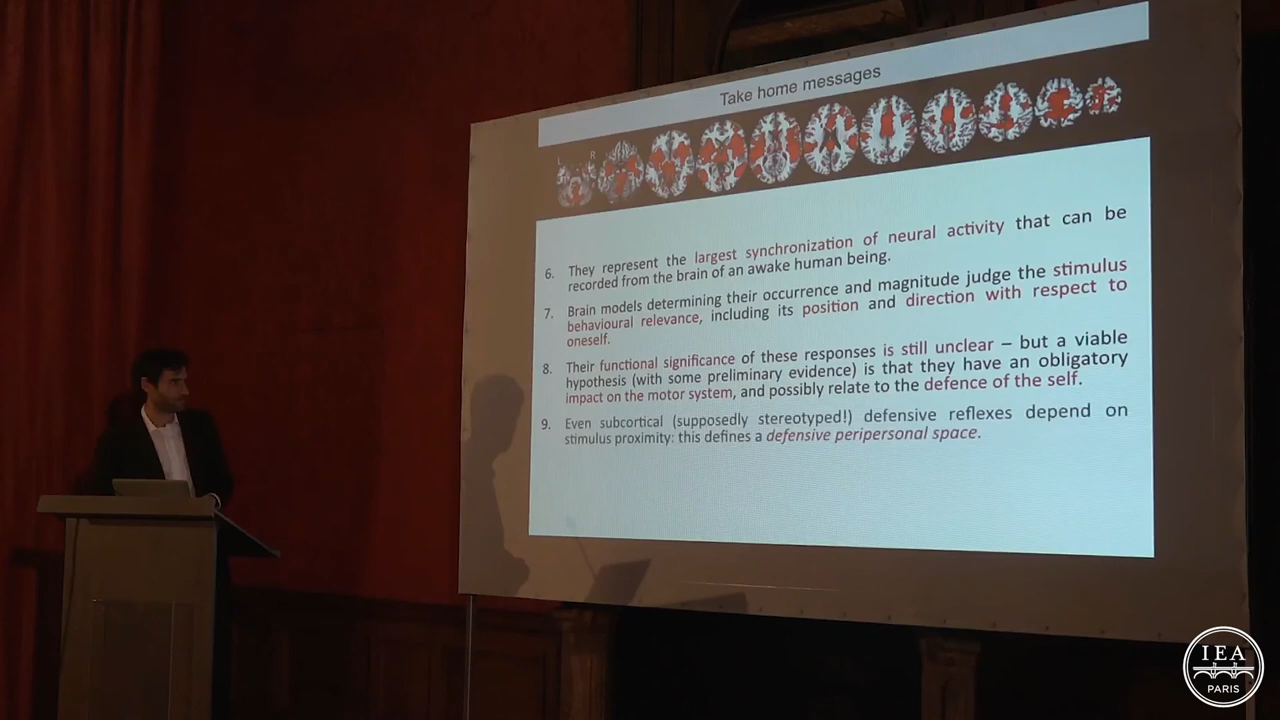 Take home messages
L
R
6. They represent the largest synchronization of neural activity that can be
recorded from the brain of an awake human being.
7. Brain models determining their occurrence and magnitude judge the stimulus
behavioural relevance, including its position and direction with respect to
oneself.
8. Their functional significance of these responses is still unclear – but a viable
hypothesis (with some preliminary evidence) is that they have an obligatory
impact on the motor system, and possibly relate to the defence of the self.
9. Even subcortical (supposedly stereotyped!) defensive reflexes depend on
stimulus proximity: this defines a defensive peripersonal space.
IEA
PARIS